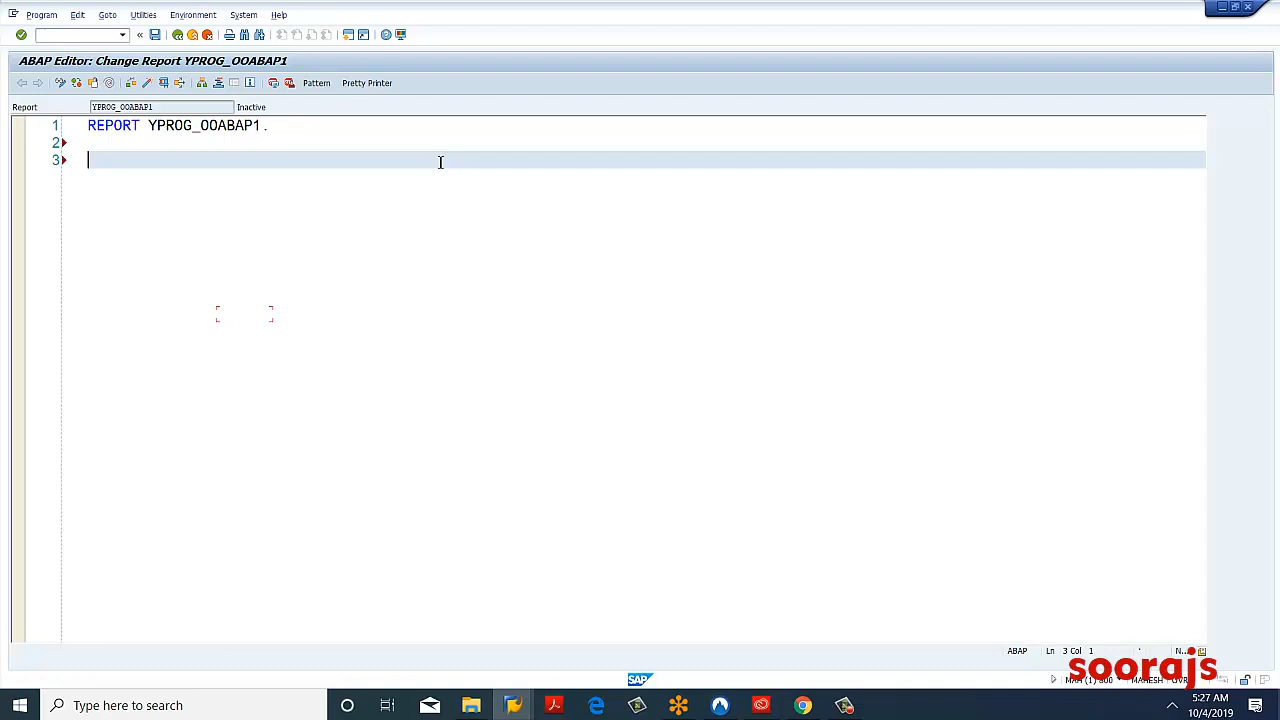 Program Edit Goto Utilities Environment System Help
ABAP Editor: Change Report YPROG_OOABAP1
Pattern Pretty Printer
Report YPROG_OOABAP1 Inactive
1 REPORT YPROG_OOABAP1.
2
3
ABAP Ln 3 Col 1 N...
soorajs
SAP
OVR
Type here to search
5:27 AM
10/4/2019